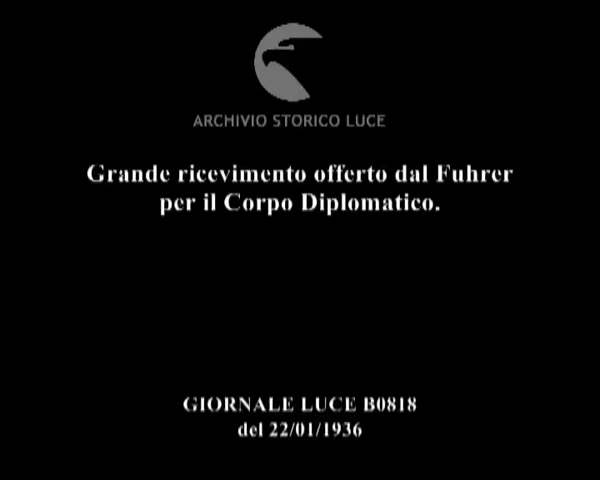 ARCHIVIO STORICO LUCE
Grande ricevimento offerto dal Fuhrer
per il Corpo Diplomatico.
GIORNALE LUCE B0818
del 22/01/1936